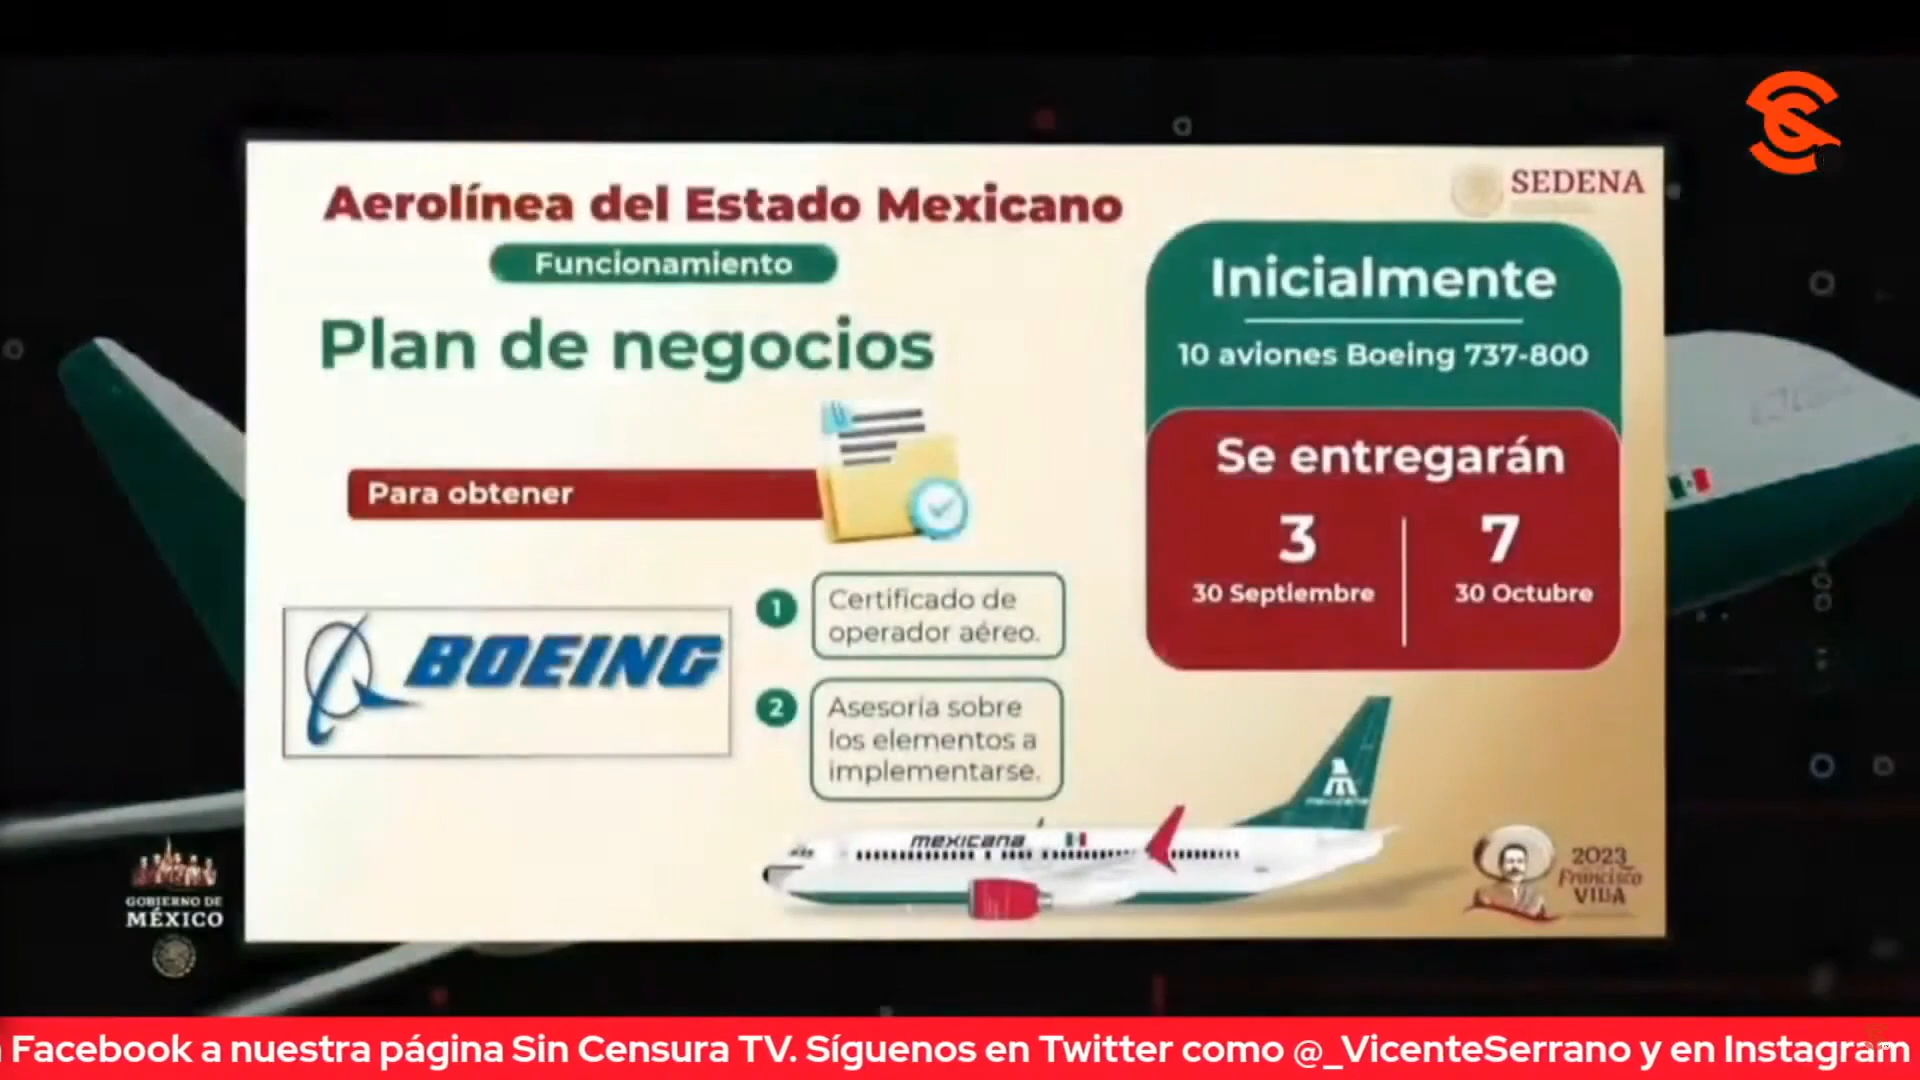 SEDENA
Aerolínea del Estado Mexicano
Funcionamiento
Plan de negocios
Para obtener
BOEING
1
Certificado de
operador aéreo.
2
Asesoría sobre
los elementos a
implementarse.
Inicialmente
10 aviones Boeing 737-800
Se entregarán
3
30 Septiembre
7
30 Octubre
mexicana
mexicana
2023
Francisco
VILLA
GOBIERNO DE
MÉXICO
Facebook a nuestra página Sin Censura TV. Síguenos en Twitter como @_VicenteSerrano y en Instagram